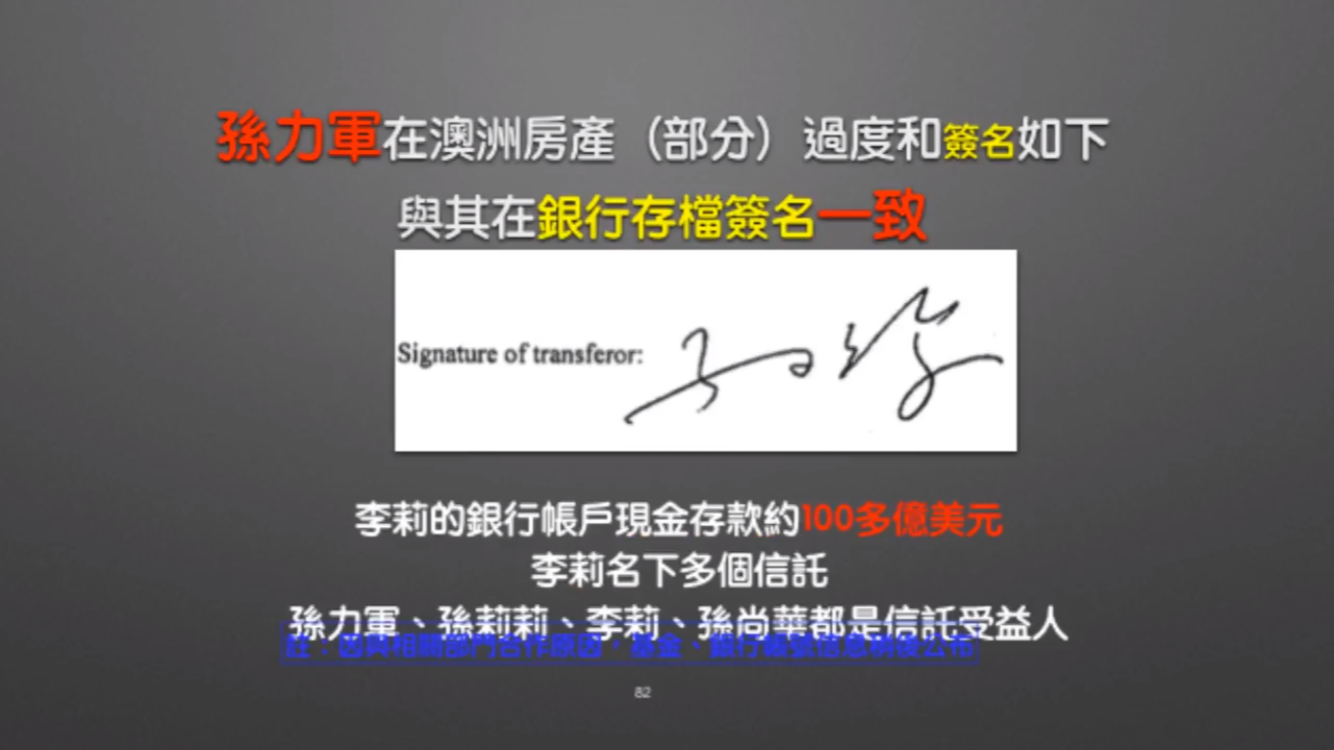 孫力軍在澳洲房產（部分）過度和簽名如下
與其在銀行存檔簽名一致
Signature of transferor:
李莉的銀行帳戶現金存款約100多億美元
李莉名下多個信託
孫力軍、孫莉莉、李莉、孫尚華都是信託受益人
註：因與相關部門合作原因，基金、銀行帳號信息稍後公布
82